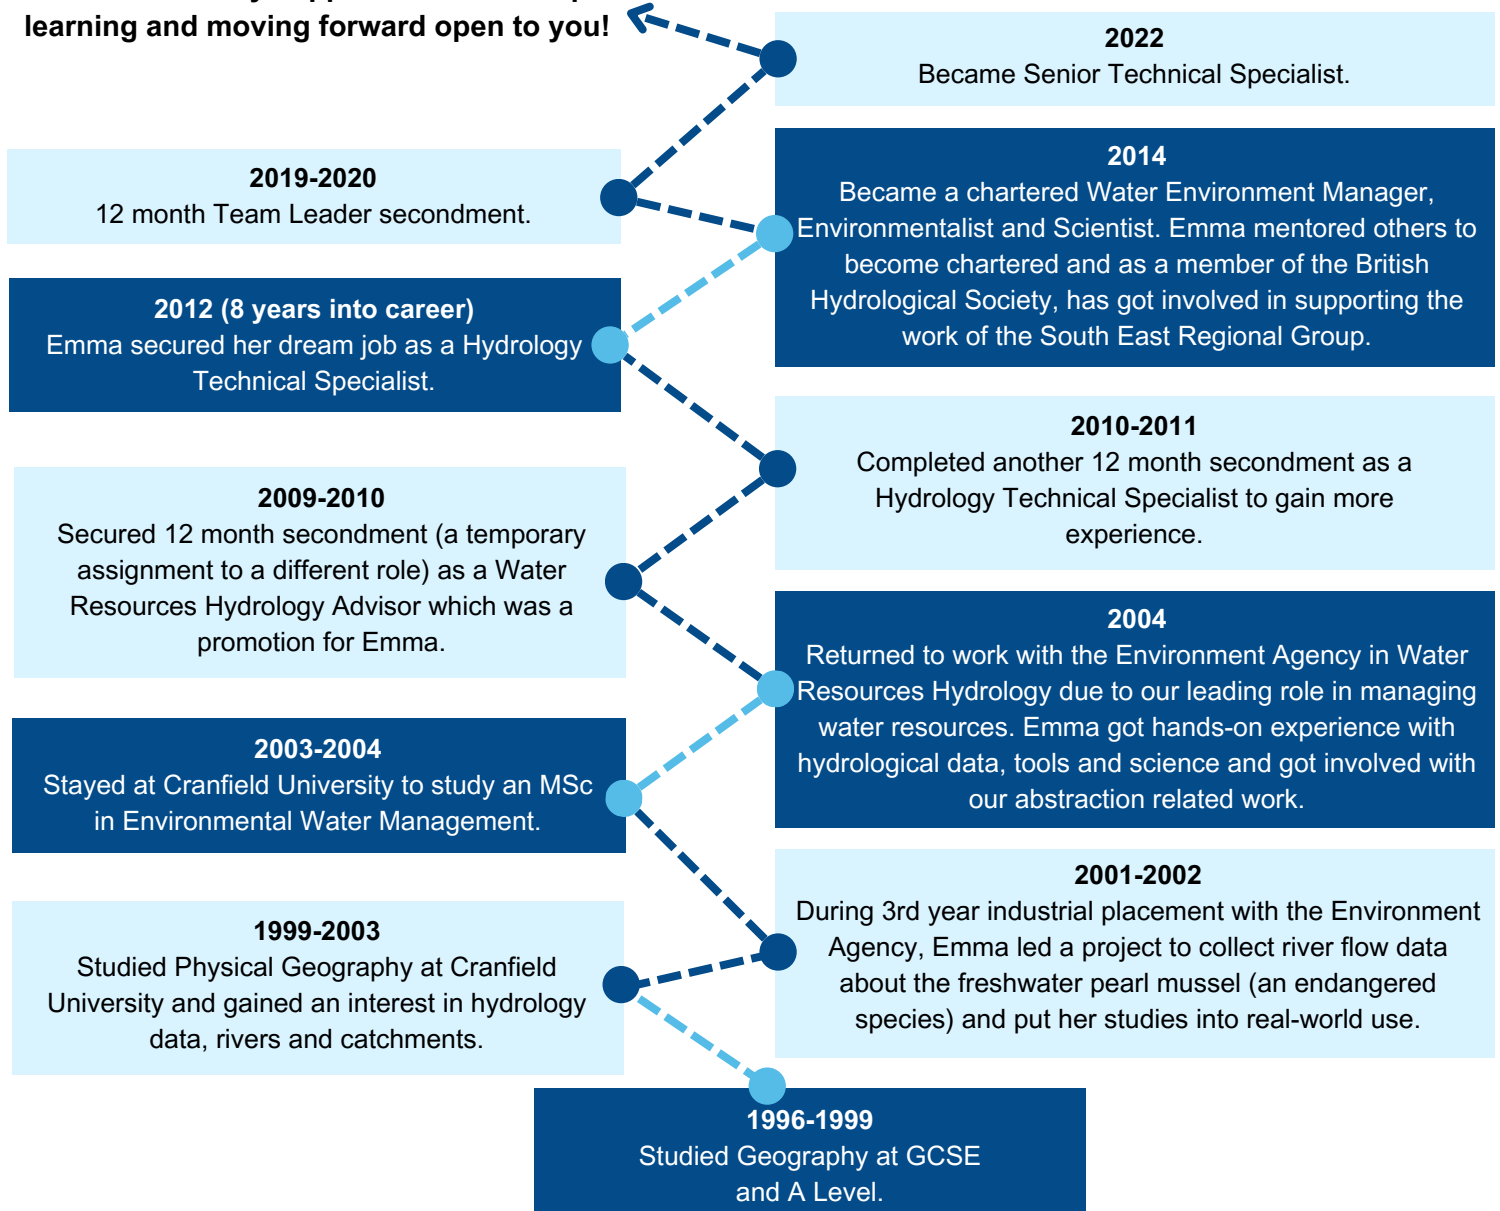 learning and moving forward open to you!
2022
Became Senior Technical Specialist.
2019-2020
12 month Team Leader secondment.
2014
Became a chartered Water Environment Manager,
Environmentalist and Scientist. Emma mentored others to
become chartered and as a member of the British
Hydrological Society, has got involved in supporting the
work of the South East Regional Group.
2012 (8 years into career)
Emma secured her dream job as a Hydrology
Technical Specialist.
2010-2011
Completed another 12 month secondment as a
Hydrology Technical Specialist to gain more
experience.
2009-2010
Secured 12 month secondment (a temporary
assignment to a different role) as a Water
Resources Hydrology Advisor which was a
promotion for Emma.
2004
Returned to work with the Environment Agency in Water
Resources Hydrology due to our leading role in managing
water resources. Emma got hands-on experience with
hydrological data, tools and science and got involved with
our abstraction related work.
2003-2004
Stayed at Cranfield University to study an MSc
in Environmental Water Management.
2001-2002
During 3rd year industrial placement with the Environment
Agency, Emma led a project to collect river flow data
about the freshwater pearl mussel (an endangered
species) and put her studies into real-world use.
1999-2003
Studied Physical Geography at Cranfield
University and gained an interest in hydrology
data, rivers and catchments.
1996-1999
Studied Geography at GCSE
and A Level.